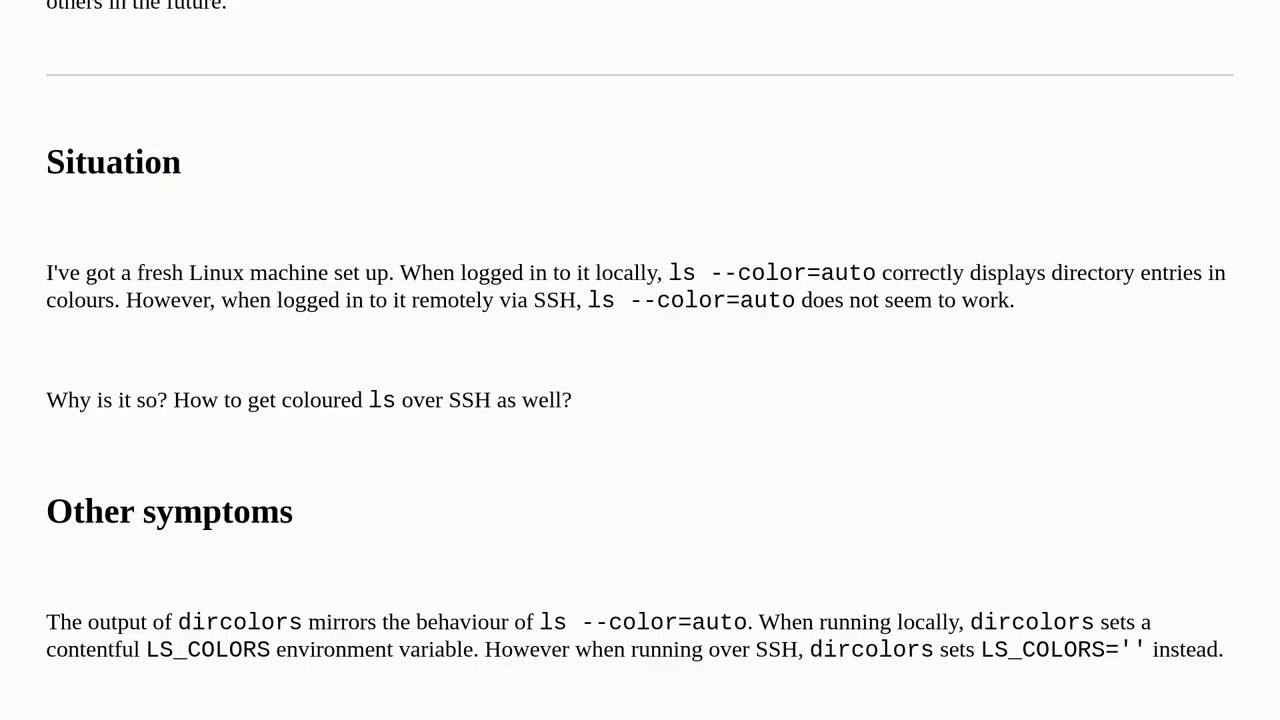 others in the future.
Situation
I've got a fresh Linux machine set up. When logged in to it locally, ls --color=auto correctly displays directory entries in
colours. However, when logged in to it remotely via SSH, ls --color=auto does not seem to work.
Why is it so? How to get coloured ls over SSH as well?
Other symptoms
The output of dircolors mirrors the behaviour of ls --color=auto. When running locally, dircolors sets a
contentful LS_COLORS environment variable. However when running over SSH, dircolors sets LS_COLORS='' instead.